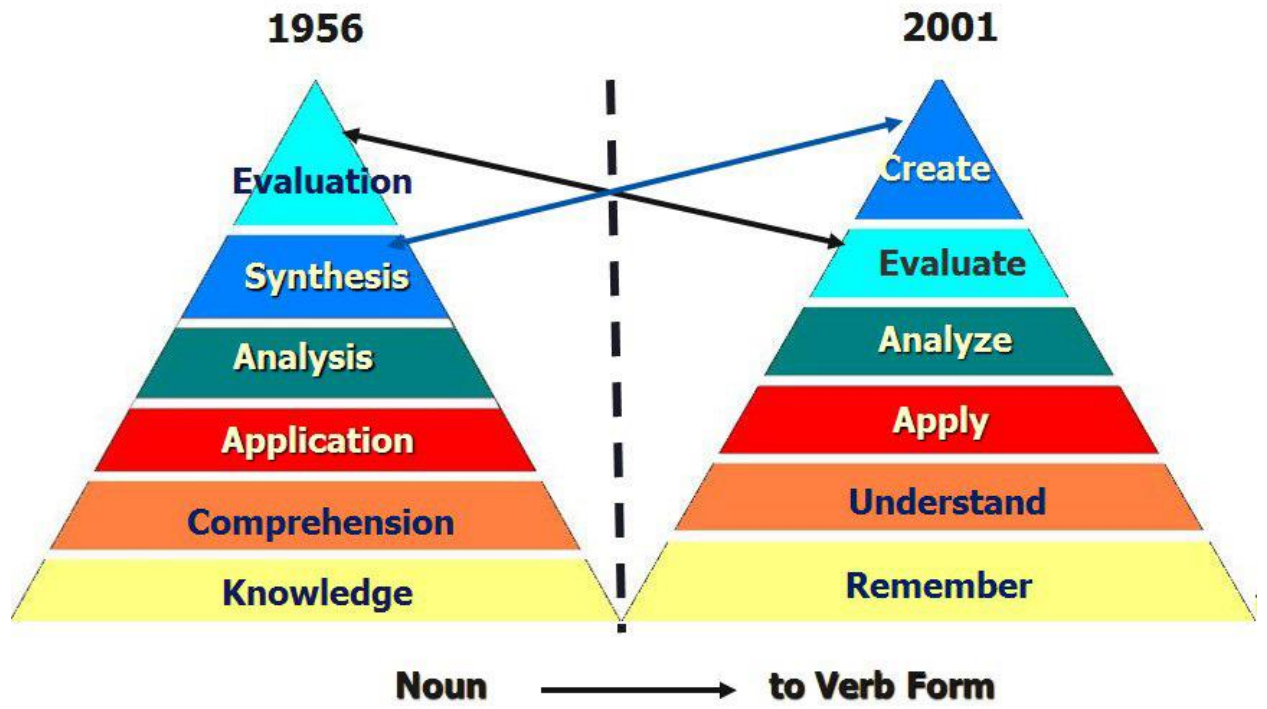 1956
2001
Evaluation
Synthesis
Analysis
Application
Comprehension
Knowledge
Create
Evaluate
Analyze
Apply
Understand
Remember
Noun
to Verb Form